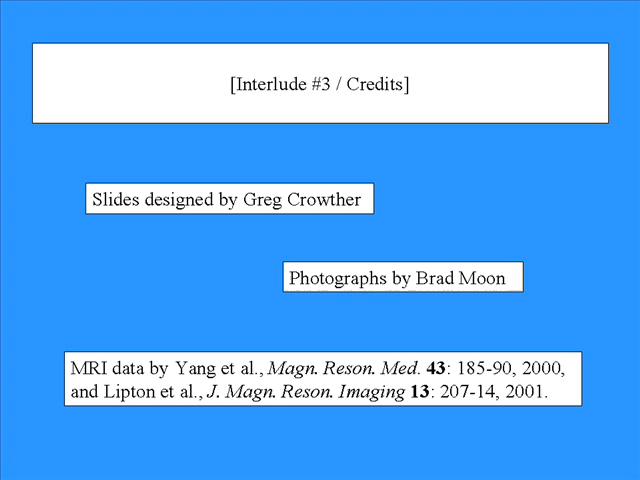 [Interlude #3 / Credits]
Slides designed by Greg Crowther
Photographs by Brad Moon
MRI data by Yang et al., Magn. Reson. Med. 43: 185-90, 2000,
and Lipton et al., J. Magn. Reson. Imaging 13: 207-14, 2001.